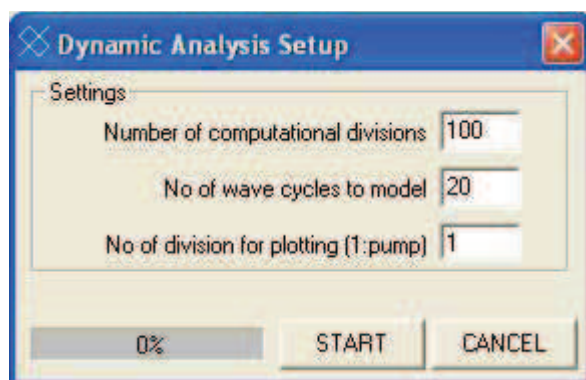 Dynamic Analysis Setup
Settings
Number of computational divisions 100
No of wave cycles to model 20
No of division for plotting (1:pump) 1
0% START CANCEL